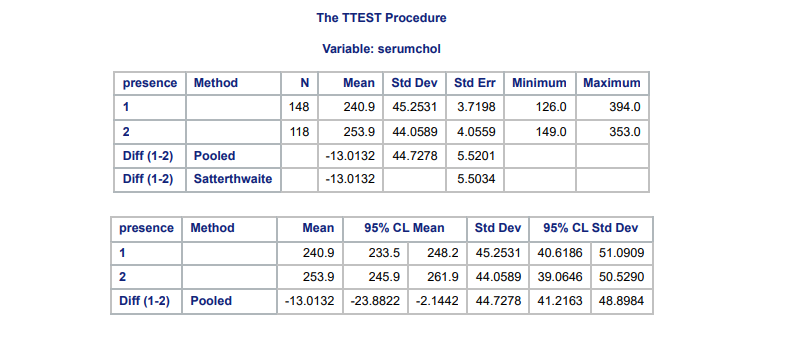 The TTEST Procedure
Variable: serumchol
presence Method N Mean Std Dev Std Err Minimum Maximum
1 148 240.9 45.2531 3.7198 126.0 394.0
2 118 253.9 44.0589 4.0559 149.0 353.0
Diff (1-2) Pooled -13.0132 44.7278 5.5201
Diff (1-2) Satterthwaite -13.0132 5.5034
presence Method Mean 95% CL Mean Std Dev 95% CL Std Dev
1 240.9 233.5 248.2 45.2531 40.6186 51.0909
2 253.9 245.9 261.9 44.0589 39.0646 50.5290
Diff (1-2) Pooled -13.0132 -23.8822 -2.1442 44.7278 41.2163 48.8984